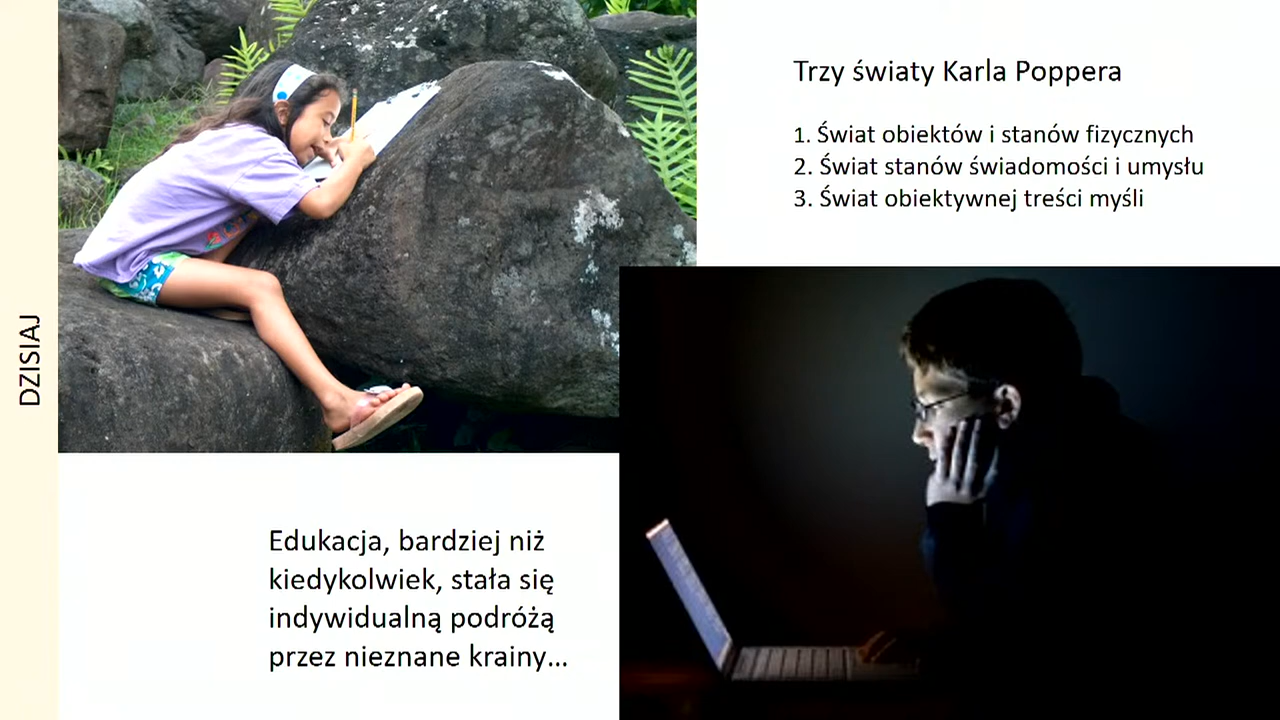 DZISIAJ
Trzy światy Karla Poppera
1. Świat obiektów i stanów fizycznych
2. Świat stanów świadomości i umysłu
3. Świat obiektywnej treści myśli
Edukacja, bardziej niż
kiedykolwiek, stała się
indywidualną podróżą
przez nieznane krainy...